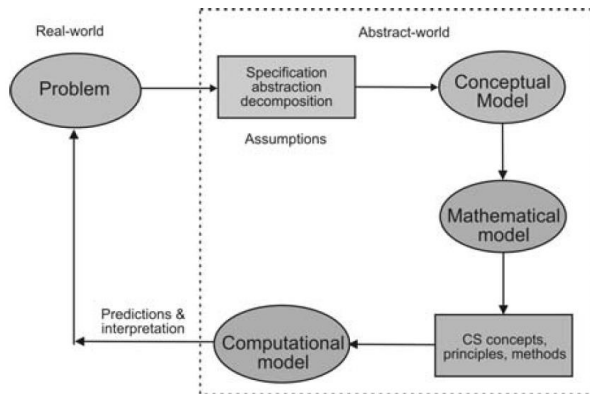 Real-world
Abstract-world
Problem
Specification
abstraction
decomposition
Conceptual
Model
Assumptions
Mathematical
model
Predictions &
interpretation
Computational
model
CS concepts,
principles, methods